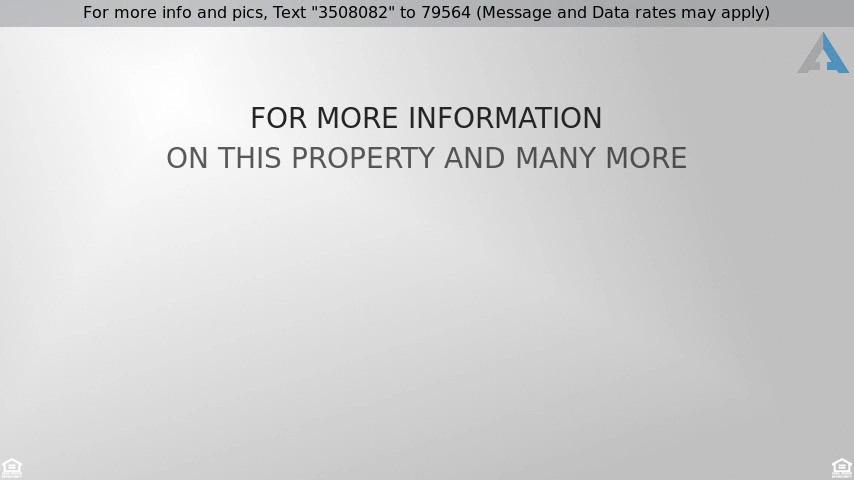 For more info and pics, Text "3508082" to 79564 (Message and Data rates may apply)
FOR MORE INFORMATION
ON THIS PROPERTY AND MANY MORE